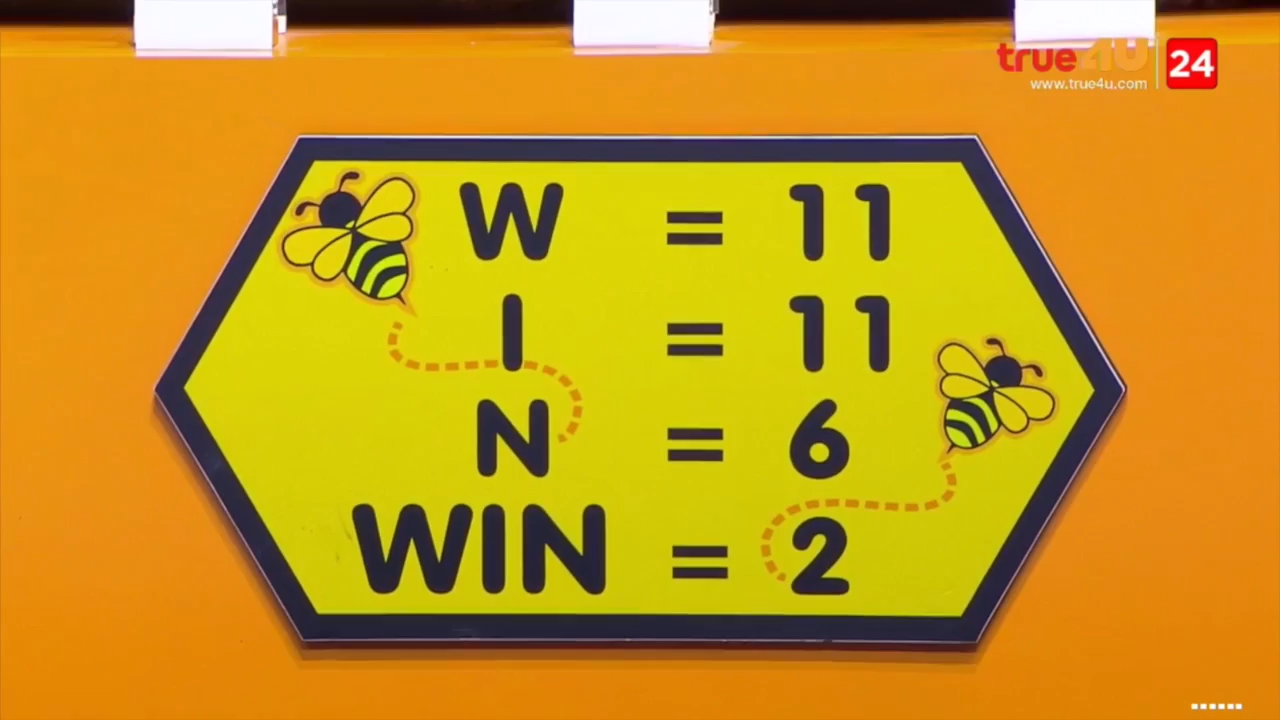 true4U 24
www.true4u.com
W = 11
I = 11
N = 6
WIN = 2